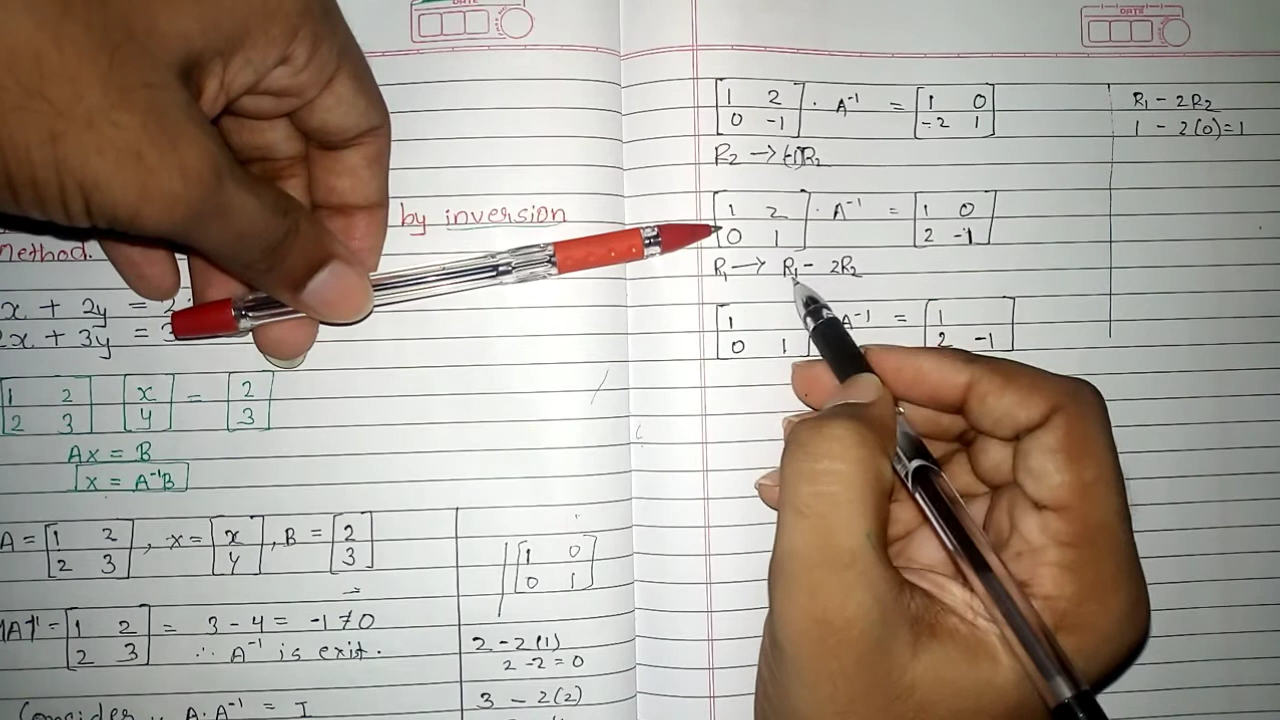 DATE
by inversion
method.
x + 2y = 2
2x + 3y = 3
[1 2
2 3] [x
y] = [2
3]
Ax = B
x = A⁻¹B
A = [1 2
2 3], x = [x
y], B = [2
3]
|A| = [1 2
2 3] = 3 - 4 = -1 ≠ 0
∴ A⁻¹ is exit.
Consider, A.A⁻¹ = I
[1 0
0 1]
2 - 2(1)
2 - 2 = 0
3 - 2(2)
DATE
[1 2
0 -1] . A⁻¹ = [1 0
-2 1]
R₂ → (-1)R₂
[1 2
0 1] . A⁻¹ = [1 0
2 -1]
R₁ → R₁ - 2R₂
[1
0 1] A⁻¹ = [1
2 -1]
R₁ - 2R₂
1 - 2(0) = 1